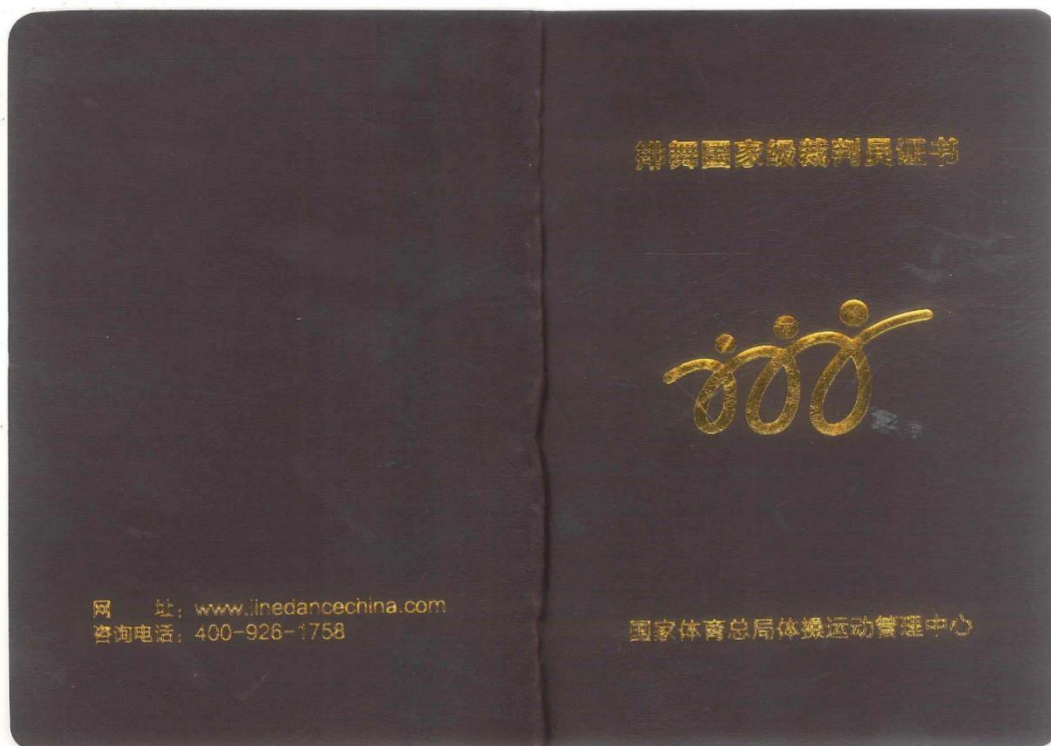 排舞国家级裁判员证书
国家体育总局体操运动管理中心
网 址：www.linedancechina.com
咨询电话：400-926-1758